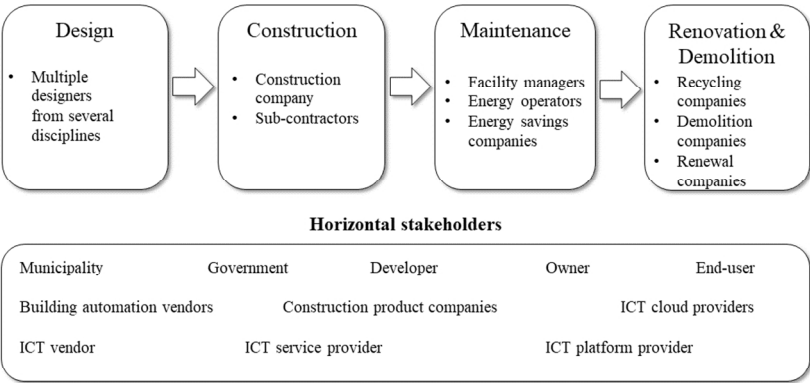 Design
• Multiple
designers
from several
disciplines
Construction
• Construction
company
• Sub-contractors
Maintenance
• Facility managers
• Energy operators
• Energy savings
companies
Renovation &
Demolition
• Recycling
companies
• Demolition
companies
• Renewal
companies
Horizontal stakeholders
Municipality Government Developer Owner End-user
Building automation vendors Construction product companies ICT cloud providers
ICT vendor ICT service provider ICT platform provider